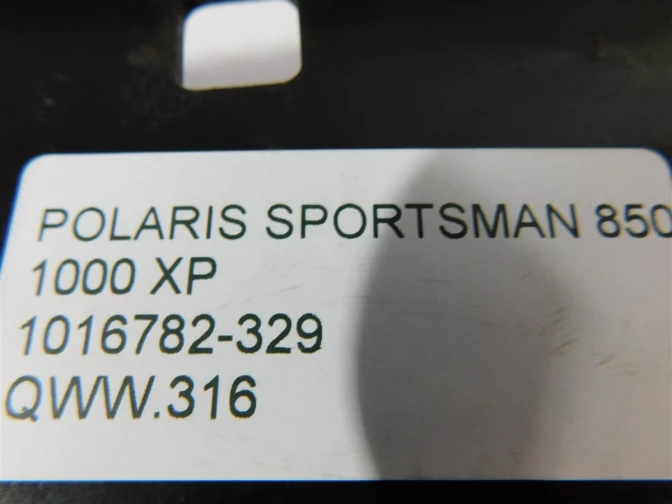 POLARIS SPORTSMAN 850
1000 XP
1016782-329
QWW.316